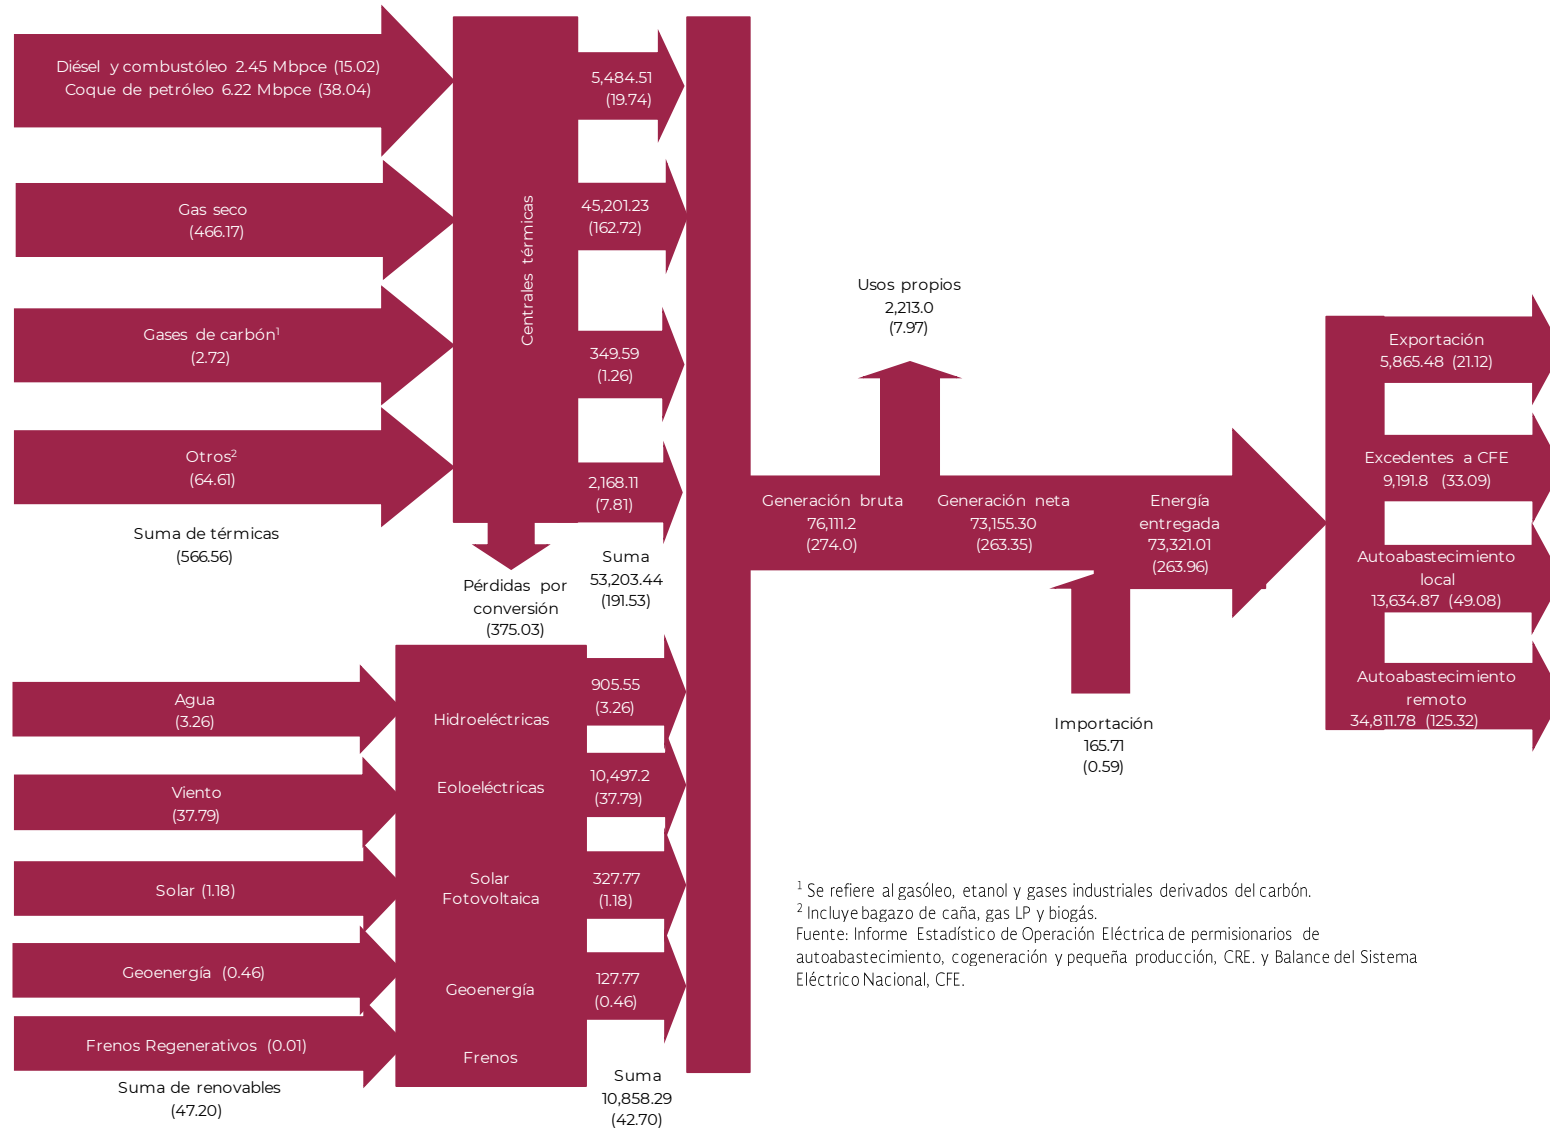 Diésel y combustóleo 2.45 Mbpce (15.02)
Coque de petróleo 6.22 Mbpce (38.04)
Gas seco
(466.17)
Gases de carbón¹
(2.72)
Otros²
(64.61)
Suma de térmicas
(566.56)
Centrales térmicas
Pérdidas por
conversión
(375.03)
5,484.51
(19.74)
45,201.23
(162.72)
349.59
(1.26)
2,168.11
(7.81)
Suma
53,203.44
(191.53)
Agua
(3.26)
Viento
(37.79)
Solar (1.18)
Geoenergía (0.46)
Frenos Regenerativos (0.01)
Suma de renovables
(47.20)
Hidroeléctricas
Eoloeléctricas
Solar
Fotovoltaica
Geoenergía
Frenos
905.55
(3.26)
10,497.2
(37.79)
327.77
(1.18)
127.77
(0.46)
Suma
10,858.29
(42.70)
Generación bruta
76,111.2
(274.0)
Usos propios
2,213.0
(7.97)
Generación neta
73,155.30
(263.35)
Energía
entregada
73,321.01
(263.96)
Importación
165.71
(0.59)
Exportación
5,865.48 (21.12)
Excedentes a CFE
9,191.8 (33.09)
Autoabastecimiento
local
13,634.87 (49.08)
Autoabastecimiento
remoto
34,811.78 (125.32)
¹ Se refiere al gasóleo, etanol y gases industriales derivados del carbón.
² Incluye bagazo de caña, gas LP y biogás.
Fuente: Informe Estadístico de Operación Eléctrica de permisionarios de
autoabastecimiento, cogeneración y pequeña producción, CRE. y Balance del Sistema
Eléctrico Nacional, CFE.